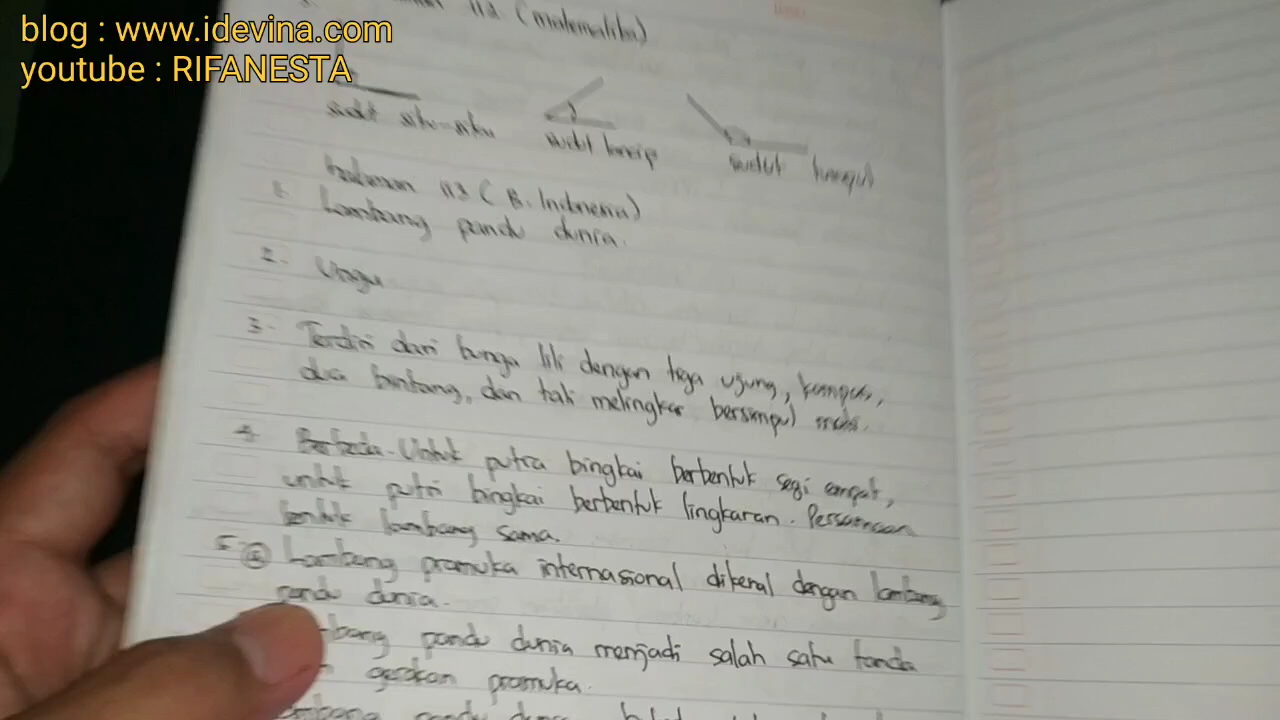 blog : www.idevina.com
youtube : RIFANESTA
112 (matematika)
sudut siku-siku
sudut lancip
sudut tumpul
halaman 113 (B. Indonesia)
1. Lambang pandu dunia.
2. Ungu
3. Terdiri dari bunga lili dengan tiga ujung, kompas,
dua bintang, dan tali melingkar bersimpul mati.
4. Berbeda. Untuk putra bingkai berbentuk segi empat,
untuk putri bingkai berbentuk lingkaran. Persamaan
bentuk lambang sama.
5. Lambang pramuka internasional dikenal dengan lambang
pandu dunia.
pandu dunia menjadi salah satu tanda
gerakan pramuka.
pandu dunia